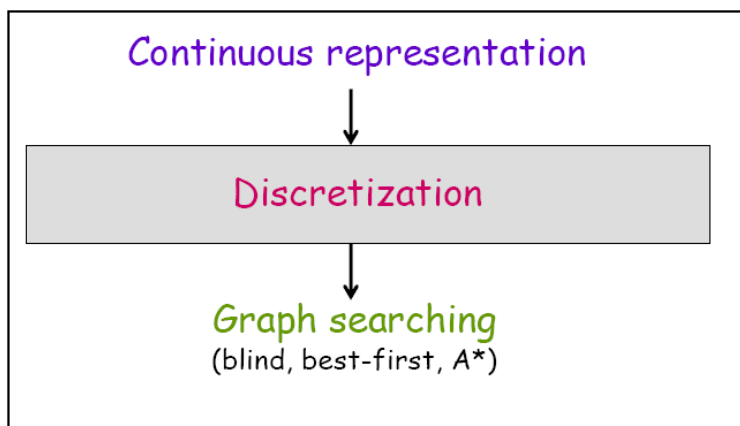 Continuous representation
Discretization
Graph searching
(blind, best-first, A*)